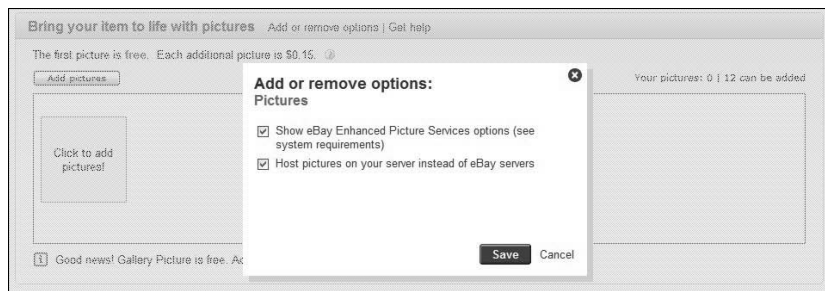 Bring your item to life with pictures Add or remove options | Get help
The first picture is free. Each additional picture is $0.15.
Add pictures
Your pictures: 0 | 12 can be added
Click to add
pictures!
Add or remove options:
Pictures
Show eBay Enhanced Picture Services options (see
system requirements)
Host pictures on your server instead of eBay servers
Save Cancel
Good news! Gallery Picture is free.